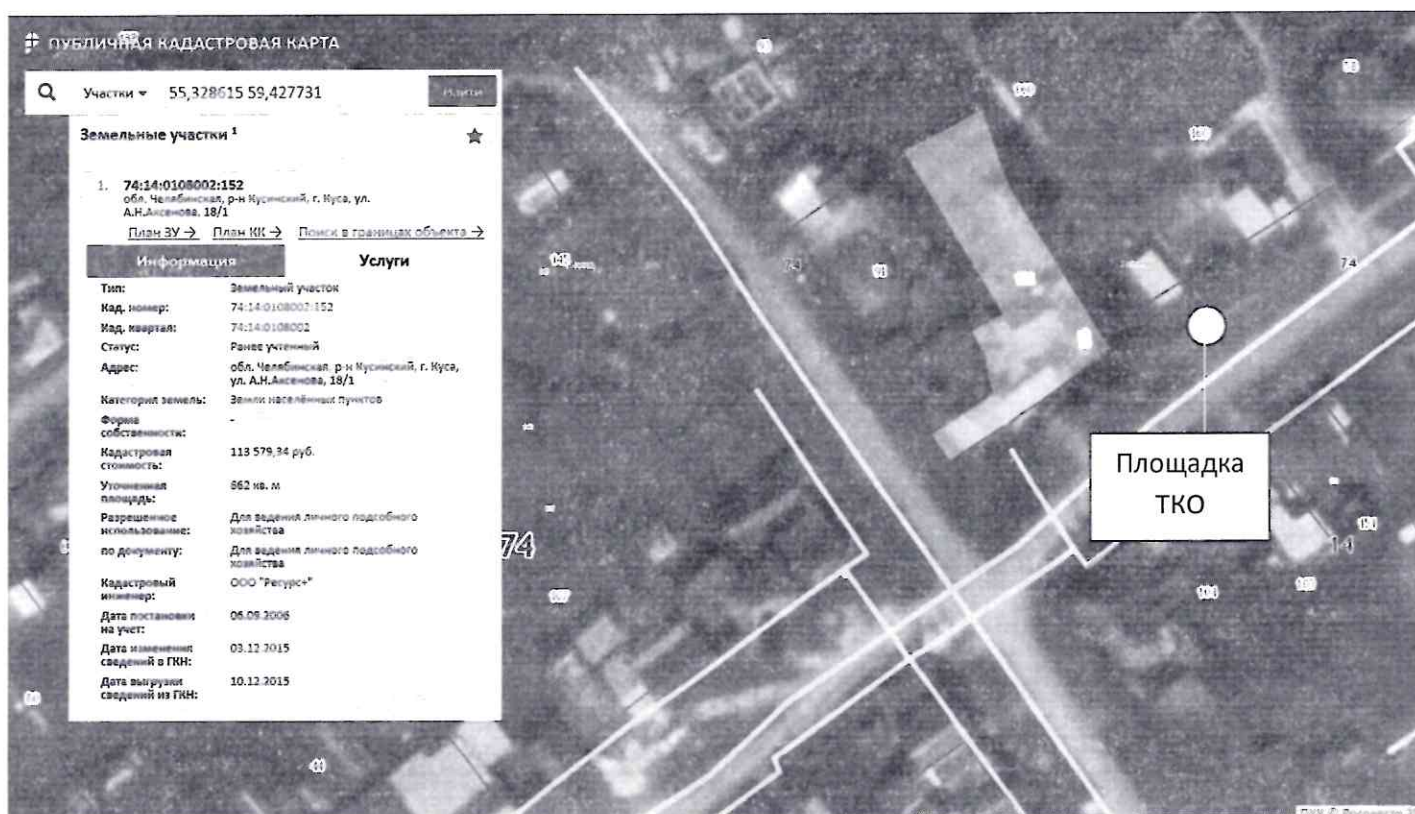 ПУБЛИЧНАЯ КАДАСТРОВАЯ КАРТА
Участки 55,328615 59,427731 Найти
Земельные участки 1
1. 74:14:0108002:152
обл. Челябинская, р-н Кусинский, г. Куса, ул.
А.Н.Аксенова, 18/1
План ЗУ → План КК → Поиск в границах объекта →
Информация Услуги
Тип: Земельный участок
Кад. номер: 74:14:0108002:152
Кад. квартал: 74:14:0108002
Статус: Ранее учтенный
Адрес: обл. Челябинская, р-н Кусинский, г. Куса,
ул. А.Н.Аксенова, 18/1
Категория земель: Земли населённых пунктов
Форма
собственности: -
Кадастровая
стоимость: 113 579,34 руб.
Уточненная
площадь: 662 кв. м
Разрешенное
использование: Для ведения личного подсобного
хозяйства
по документу: Для ведения личного подсобного
хозяйства
Кадастровый
инженер: ООО "Ресурс+"
Дата постановки
на учет: 06.09.2006
Дата изменения
сведений в ГКН: 03.12.2015
Дата выгрузки
сведений из ГКН: 10.12.2015
74
74
74
14
Площадка
ТКО